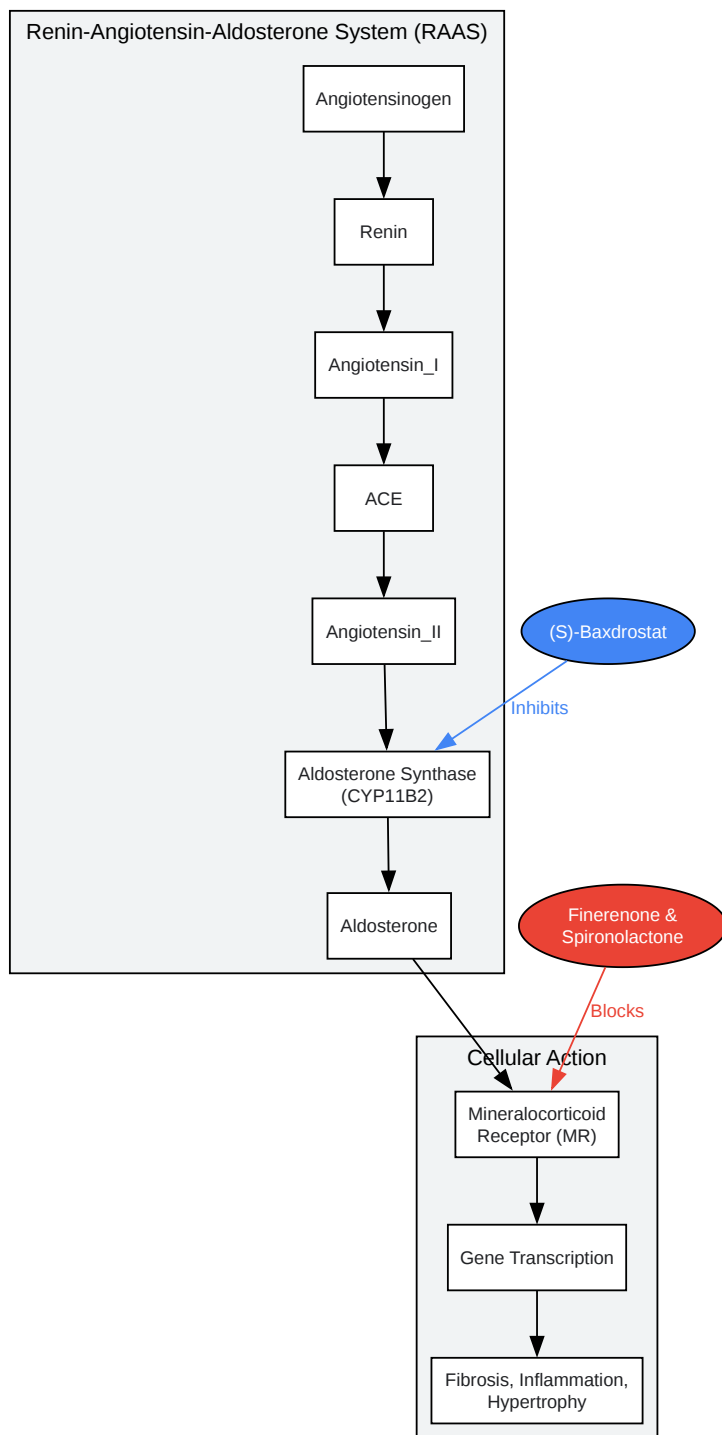 Renin-Angiotensin-Aldosterone System (RAAS)
Angiotensinogen
Renin
Angiotensin_I
ACE
Angiotensin_II
(S)-Baxdrostat
Inhibits
Aldosterone Synthase
(CYP11B2)
Aldosterone
Finerenone &
Spironolactone
Blocks
Cellular Action
Mineralocorticoid
Receptor (MR)
Gene Transcription
Fibrosis, Inflammation,
Hypertrophy